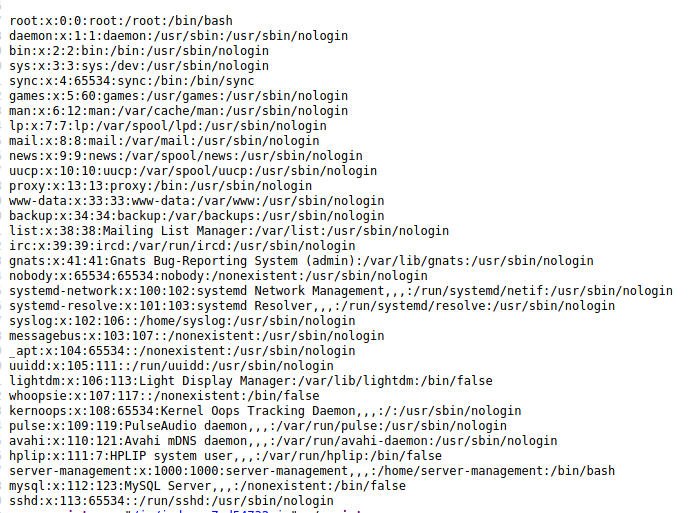 root:x:0:0:root:/root:/bin/bash
daemon:x:1:1:daemon:/usr/sbin:/usr/sbin/nologin
bin:x:2:2:bin:/bin:/usr/sbin/nologin
sys:x:3:3:sys:/dev:/usr/sbin/nologin
sync:x:4:65534:sync:/bin:/bin/sync
games:x:5:60:games:/usr/games:/usr/sbin/nologin
man:x:6:12:man:/var/cache/man:/usr/sbin/nologin
lp:x:7:7:lp:/var/spool/lpd:/usr/sbin/nologin
mail:x:8:8:mail:/var/mail:/usr/sbin/nologin
news:x:9:9:news:/var/spool/news:/usr/sbin/nologin
uucp:x:10:10:uucp:/var/spool/uucp:/usr/sbin/nologin
proxy:x:13:13:proxy:/bin:/usr/sbin/nologin
www-data:x:33:33:www-data:/var/www:/usr/sbin/nologin
backup:x:34:34:backup:/var/backups:/usr/sbin/nologin
list:x:38:38:Mailing List Manager:/var/list:/usr/sbin/nologin
irc:x:39:39:ircd:/var/run/ircd:/usr/sbin/nologin
gnats:x:41:41:Gnats Bug-Reporting System (admin):/var/lib/gnats:/usr/sbin/nologin
nobody:x:65534:65534:nobody:/nonexistent:/usr/sbin/nologin
systemd-network:x:100:102:systemd Network Management,,,:/run/systemd/netif:/usr/sbin/nologin
systemd-resolve:x:101:103:systemd Resolver,,,:/run/systemd/resolve:/usr/sbin/nologin
syslog:x:102:106::/home/syslog:/usr/sbin/nologin
messagebus:x:103:107::/nonexistent:/usr/sbin/nologin
_apt:x:104:65534::/nonexistent:/usr/sbin/nologin
uuidd:x:105:111::/run/uuidd:/usr/sbin/nologin
lightdm:x:106:113:Light Display Manager:/var/lib/lightdm:/bin/false
whoopsie:x:107:117::/nonexistent:/bin/false
kernoops:x:108:65534:Kernel Oops Tracking Daemon,,,:/:/usr/sbin/nologin
pulse:x:109:119:PulseAudio daemon,,,:/var/run/pulse:/usr/sbin/nologin
avahi:x:110:121:Avahi mDNS daemon,,,:/var/run/avahi-daemon:/usr/sbin/nologin
hplip:x:111:7:HPLIP system user,,,:/var/run/hplip:/bin/false
server-management:x:1000:1000:server-management,,,:/home/server-management:/bin/bash
mysql:x:112:123:MySQL Server,,,:/nonexistent:/bin/false
sshd:x:113:65534::/run/sshd:/usr/sbin/nologin